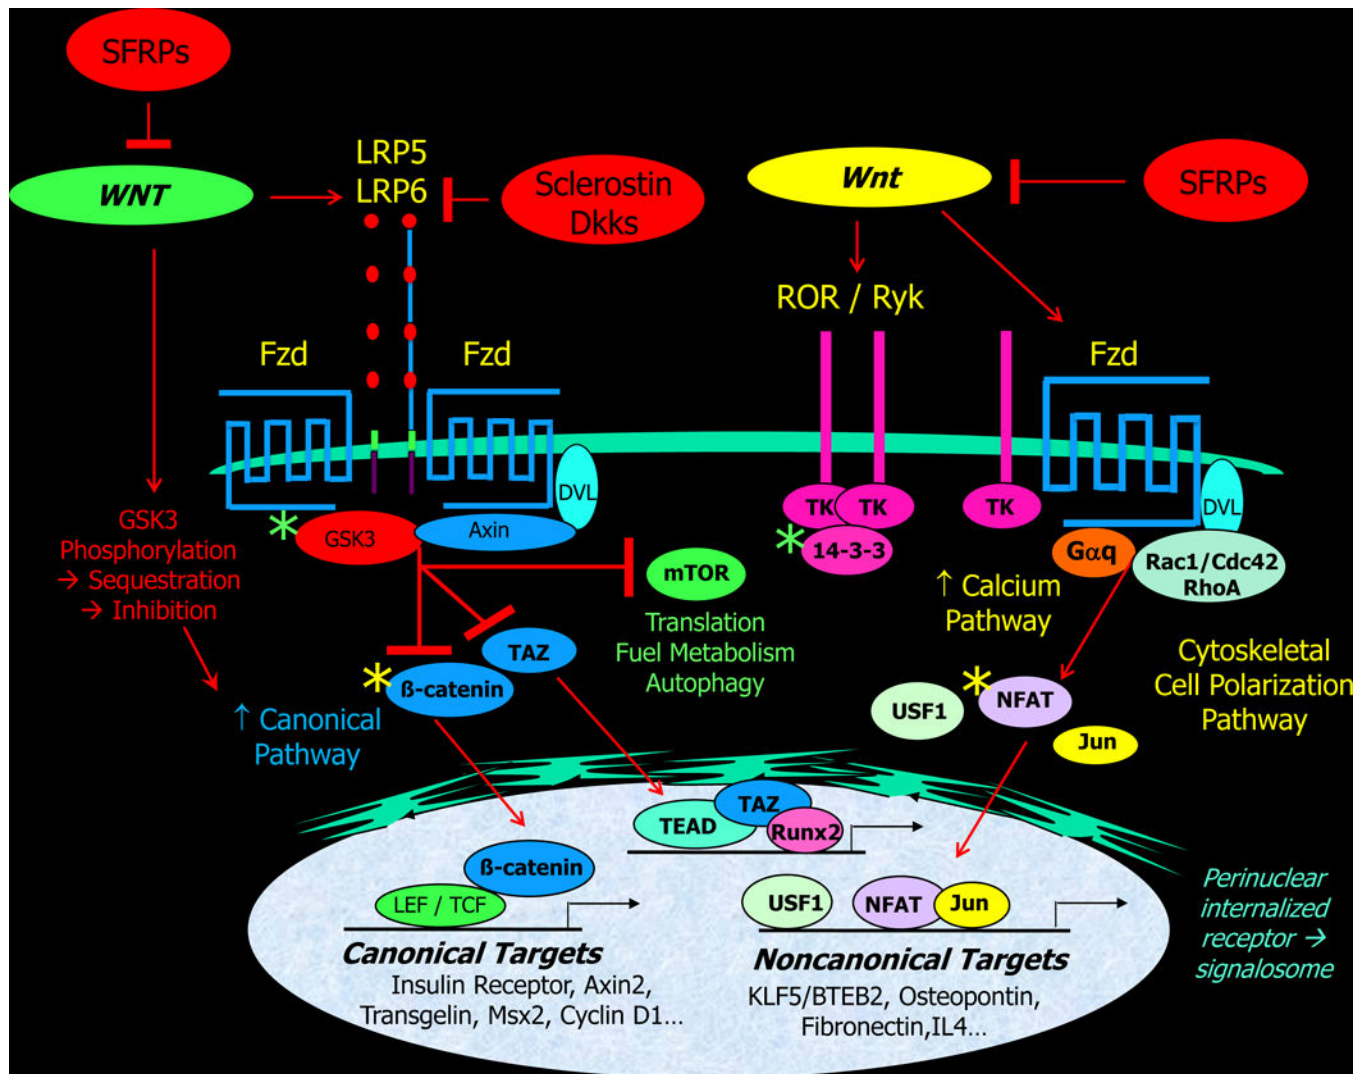 SFRPs
WNT
LRP5
LRP6
Sclerostin
Dkks
Wnt
SFRPs
ROR / Ryk
Fzd
Fzd
Fzd
DVL
GSK3
Axin
TK
TK
TK
14-3-3
DVL
Gαq
Rac1/Cdc42
RhoA
GSK3
Phosphorylation
→ Sequestration
→ Inhibition
mTOR
Translation
Fuel Metabolism
Autophagy
↑ Calcium
Pathway
TAZ
ß-catenin
↑ Canonical
Pathway
USF1
NFAT
Jun
Cytoskeletal
Cell Polarization
Pathway
TEAD
TAZ
Runx2
ß-catenin
LEF / TCF
USF1
NFAT
Jun
Canonical Targets
Insulin Receptor, Axin2,
Transgelin, Msx2, Cyclin D1...
Noncanonical Targets
KLF5/BTEB2, Osteopontin,
Fibronectin,IL4...
Perinuclear
internalized
receptor →
signalosome